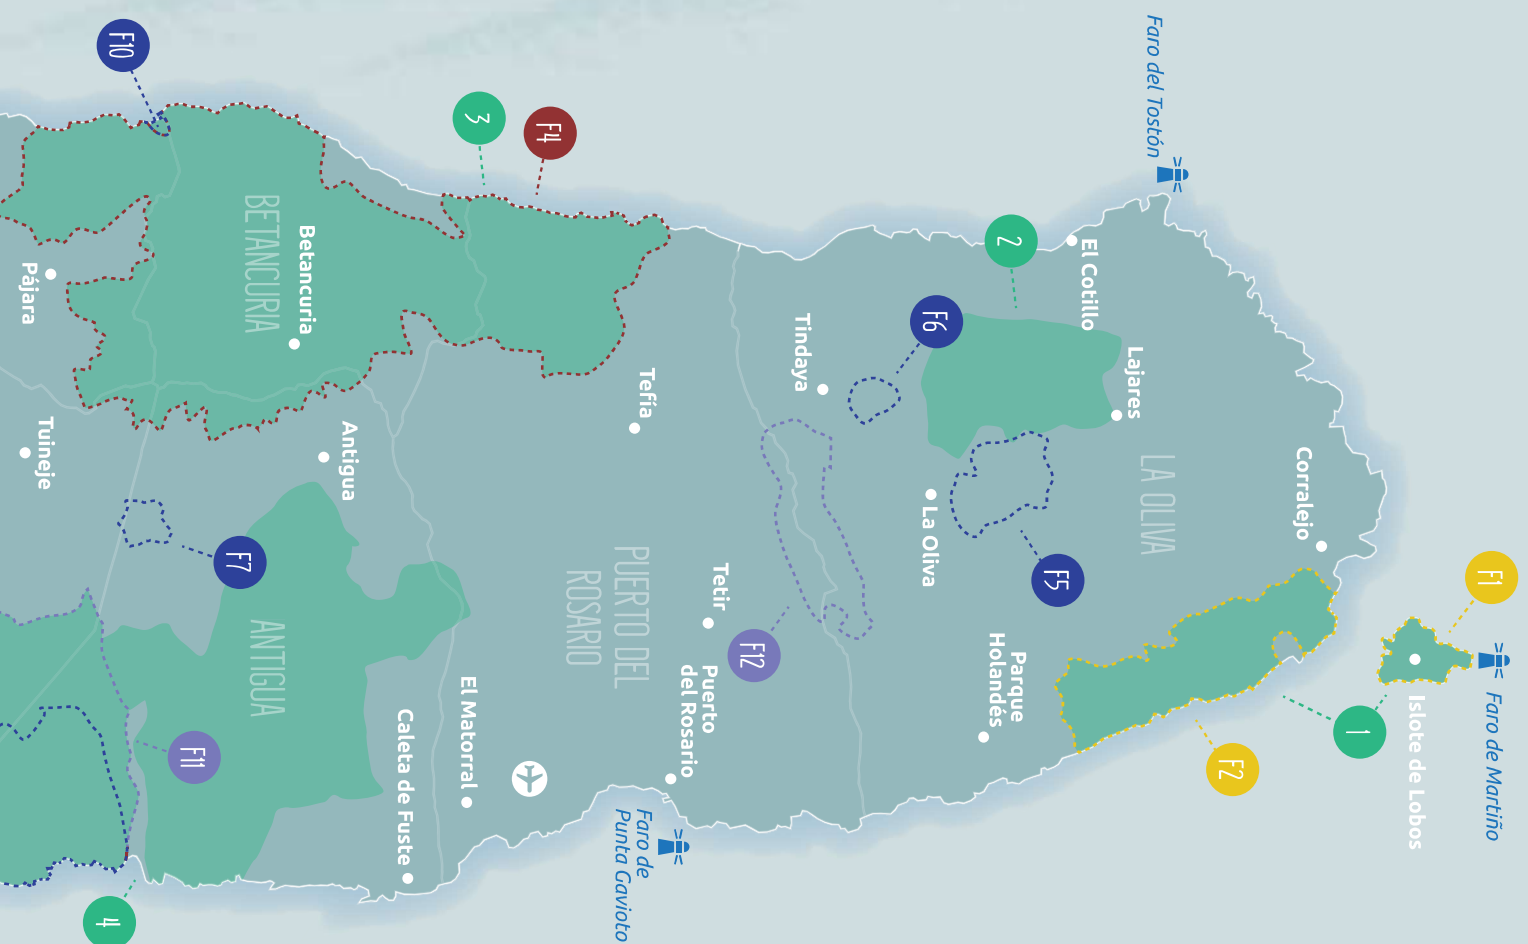 F1
Faro de Martiño
Islote de Lobos
1
F2
Corralejo
Faro del Tostón
El Cotillo
Lajares
LA OLIVA
2
F5
F6
La Oliva
Parque
Holandés
Tindaya
F12
Tetir
Puerto
del Rosario
Tefía
PUERTO DEL
ROSARIO
Faro de
Punta Gavioto
F4
3
El Matorral
Caleta de Fuste
Antigua
Betancuria
BETANCURIA
ANTIGUA
F7
F11
F10
4
Pájara
Tuineje